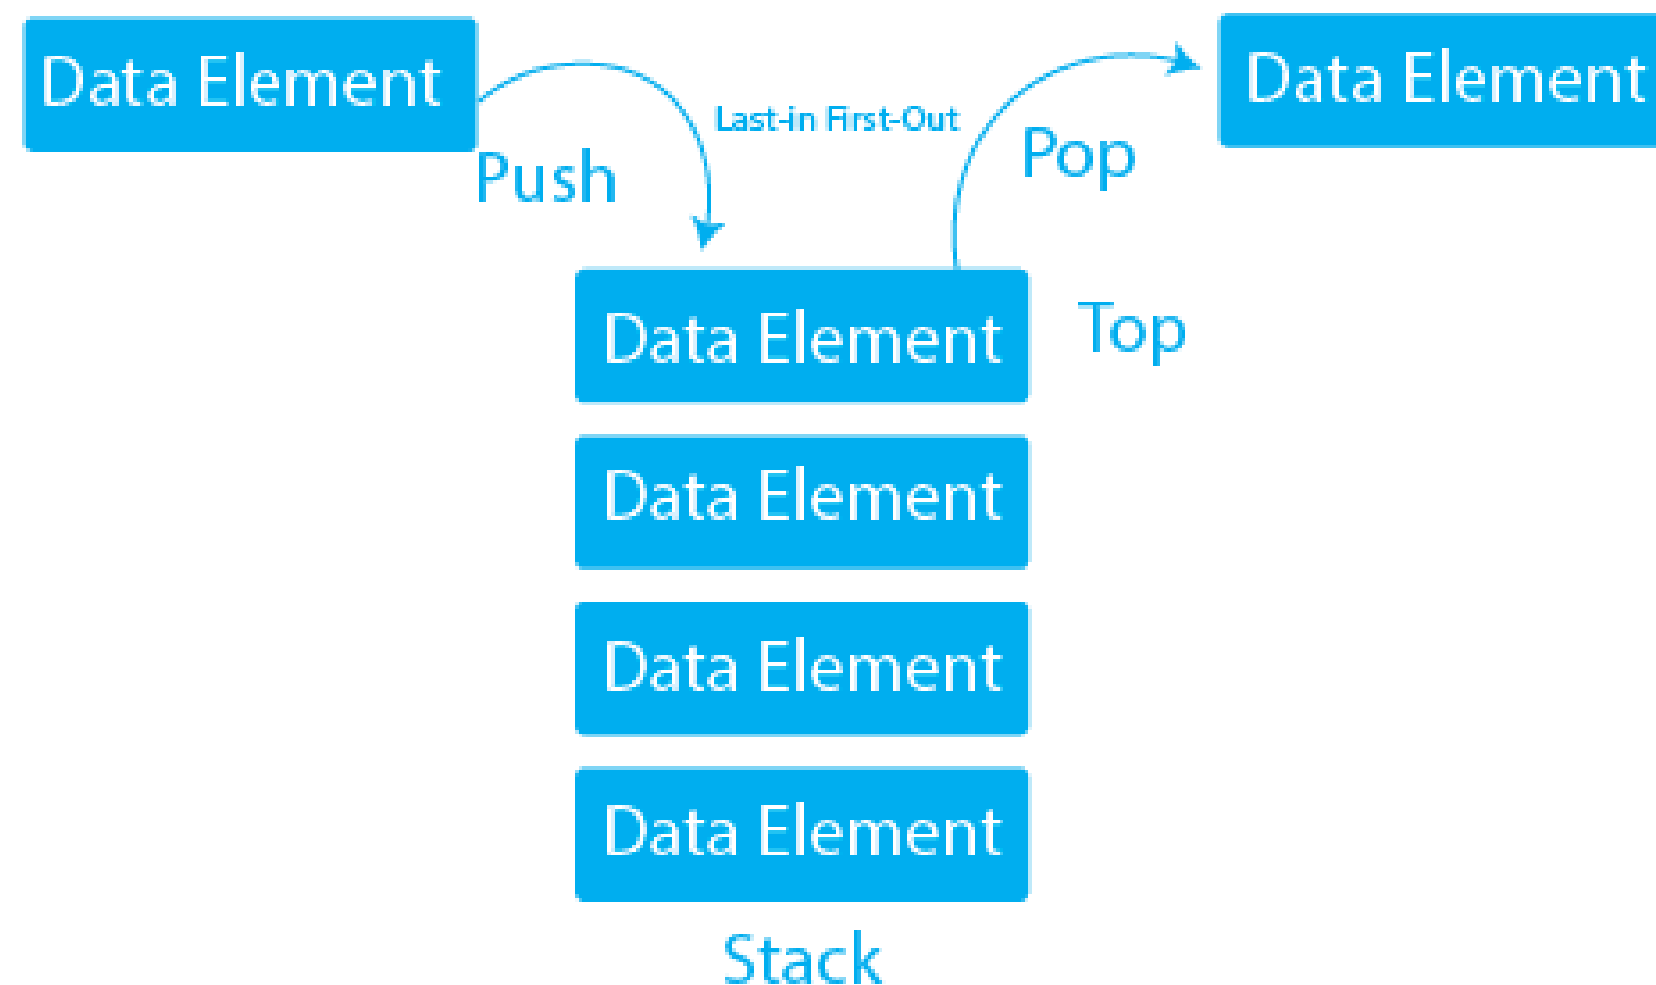 Data Element
Data Element
Last-in First-Out
Push
Pop
Data Element
Top
Data Element
Data Element
Data Element
Stack